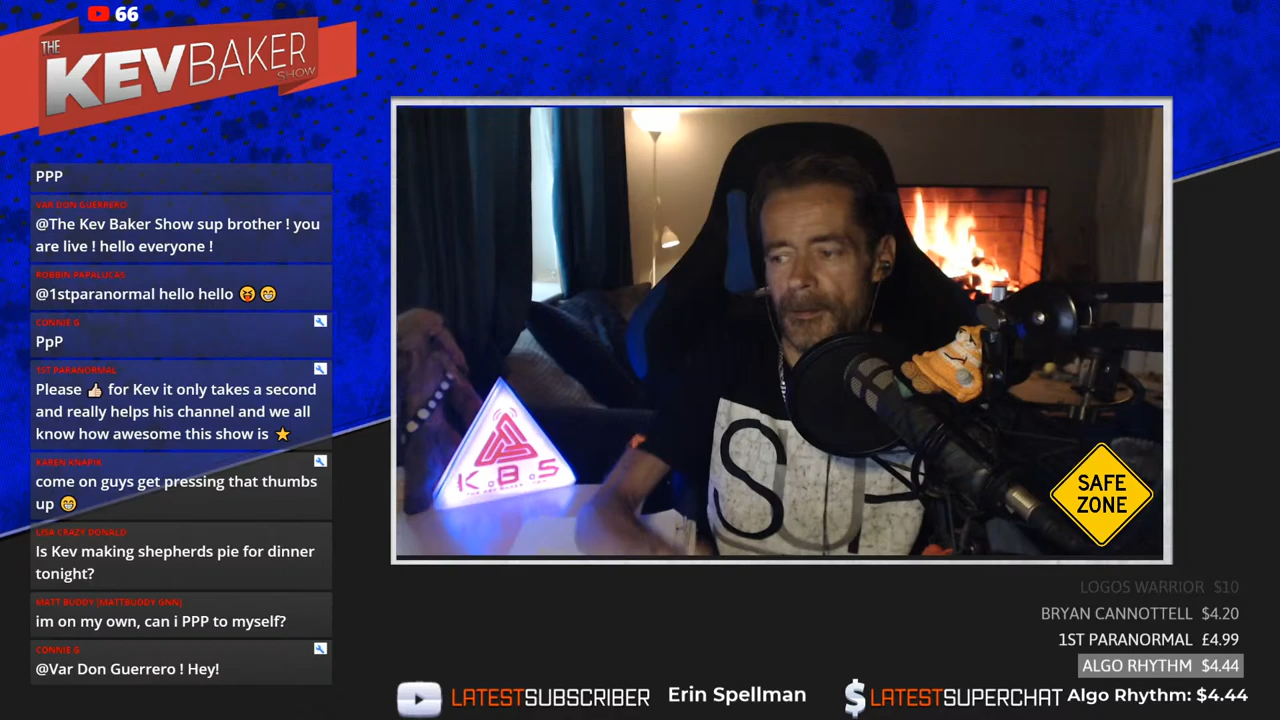 66
THE
KEVBAKER
SHOW
PPP
VAR DON GUERRERO
@The Kev Baker Show sup brother ! you
are live ! hello everyone !
ROBBIN PAPALUCAS
@1stparanormal hello hello 😝 😁
CONNIE G
PpP
1ST PARANORMAL
Please 👍 for Kev it only takes a second
and really helps his channel and we all
know how awesome this show is ⭐
KAREN KNAPIK
come on guys get pressing that thumbs
up 😁
LISA CRAZY DONALD
Is Kev making shepherds pie for dinner
tonight?
MATT BUDDY (MATTBUDDY GNN)
im on my own, can i PPP to myself?
CONNIE G
@Var Don Guerrero ! Hey!
K.B.S
SU
SAFE
ZONE
LOGOS WARRIOR $10
BRYAN CANNOTTELL $4.20
1ST PARANORMAL £4.99
ALGO RHYTHM $4.44
LATESTSUBSCRIBER Erin Spellman
$ LATESTSUPERCHAT Algo Rhythm: $4.44